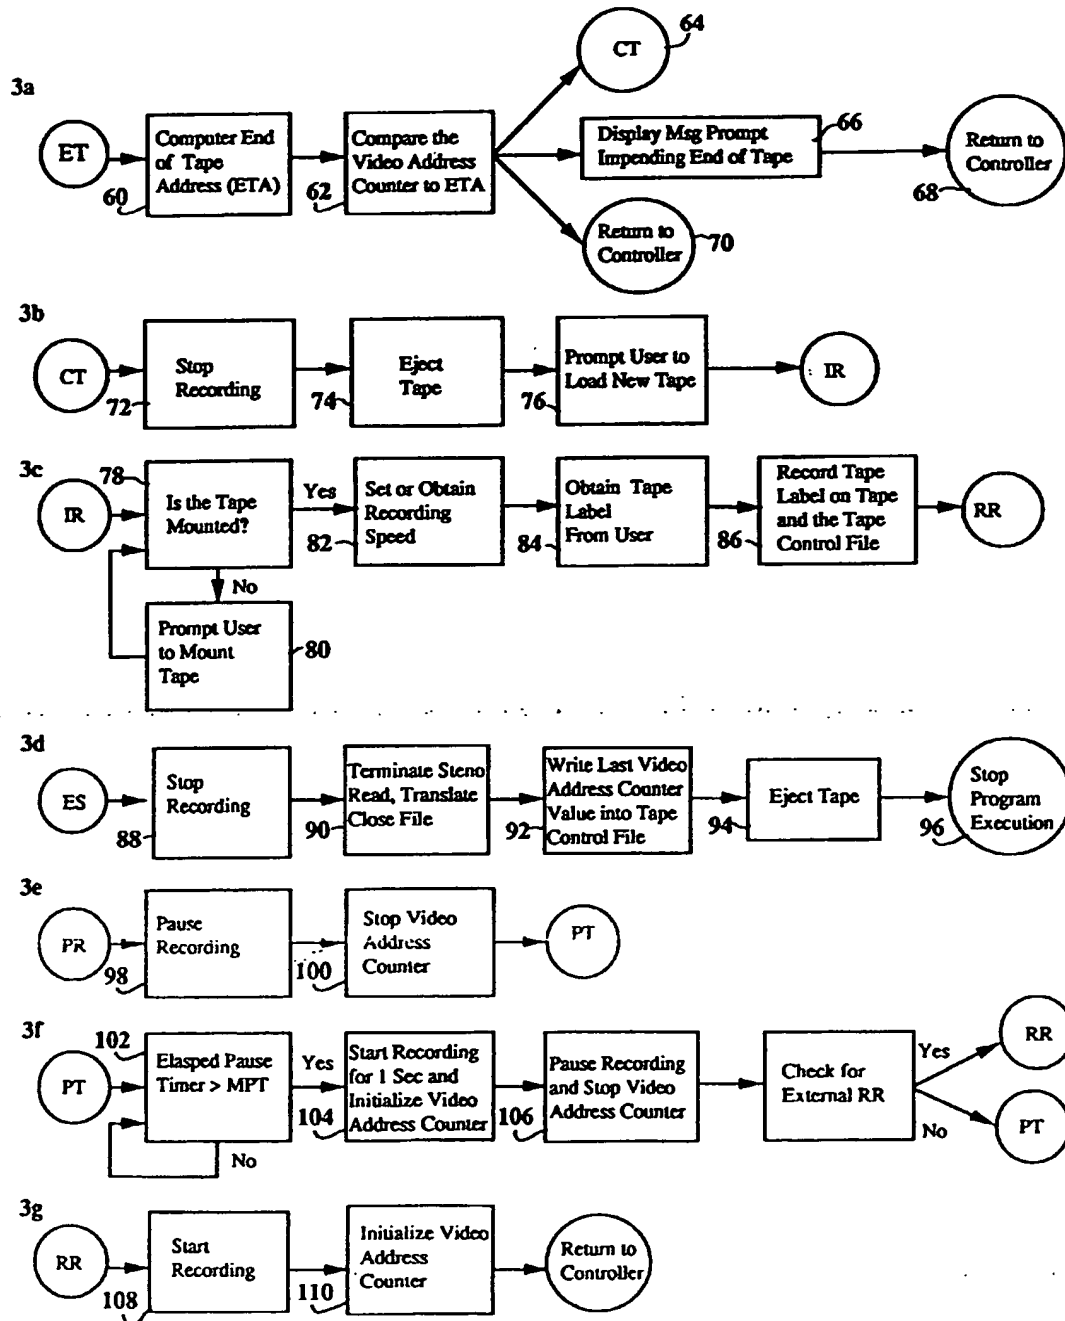 3a
ET
Computer End
of Tape
Address (ETA)
60
Compare the
Video Address
Counter to ETA
62
CT
64
Display Msg Prompt
Impending End of Tape
66
Return to
Controller
68
Return to
Controller
70
3b
CT
Stop
Recording
72
Eject
Tape
74
Prompt User to
Load New Tape
76
IR
3c
IR
78
Is the Tape
Mounted?
Yes
No
Prompt User
to Mount
Tape
80
Set or Obtain
Recording
Speed
82
Obtain Tape
Label
From User
84
Record Tape
Label on Tape
and the Tape
Control File
86
RR
3d
ES
Stop
Recording
88
Terminate Steno
Read, Translate
Close File
90
Write Last Video
Address Counter
Value into Tape
Control File
92
Eject Tape
94
Stop
Program
Execution
96
3e
PR
Pause
Recording
98
Stop Video
Address
Counter
100
PT
3f
PT
102
Elasped Pause
Timer > MPT
Yes
No
Start Recording
for 1 Sec and
Initialize Video
Address Counter
104
Pause Recording
and Stop Video
Address Counter
106
Check for
External RR
Yes
RR
No
PT
3g
RR
Start
Recording
108
Initialize Video
Address
Counter
110
Return to
Controller